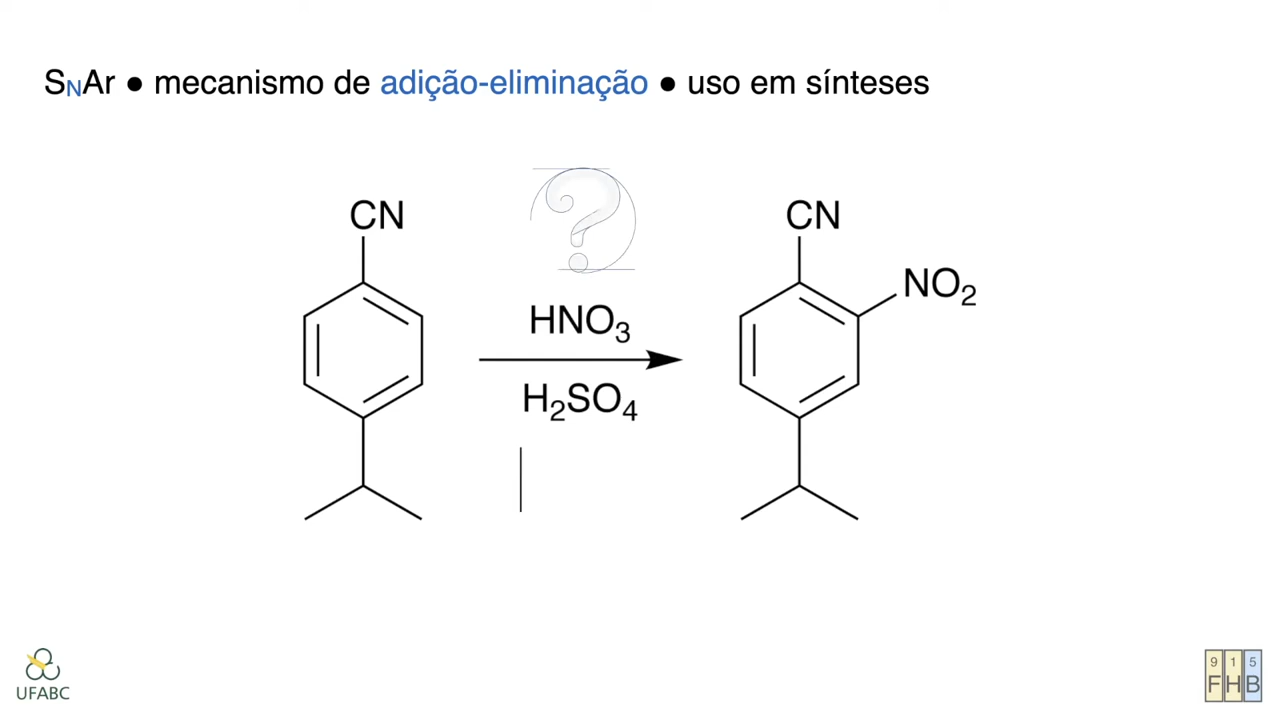 SNAr ● mecanismo de adição-eliminação ● uso em sínteses
?
CN
CN
NO2
HNO3
H2SO4
UFABC
9 1 5
F H B